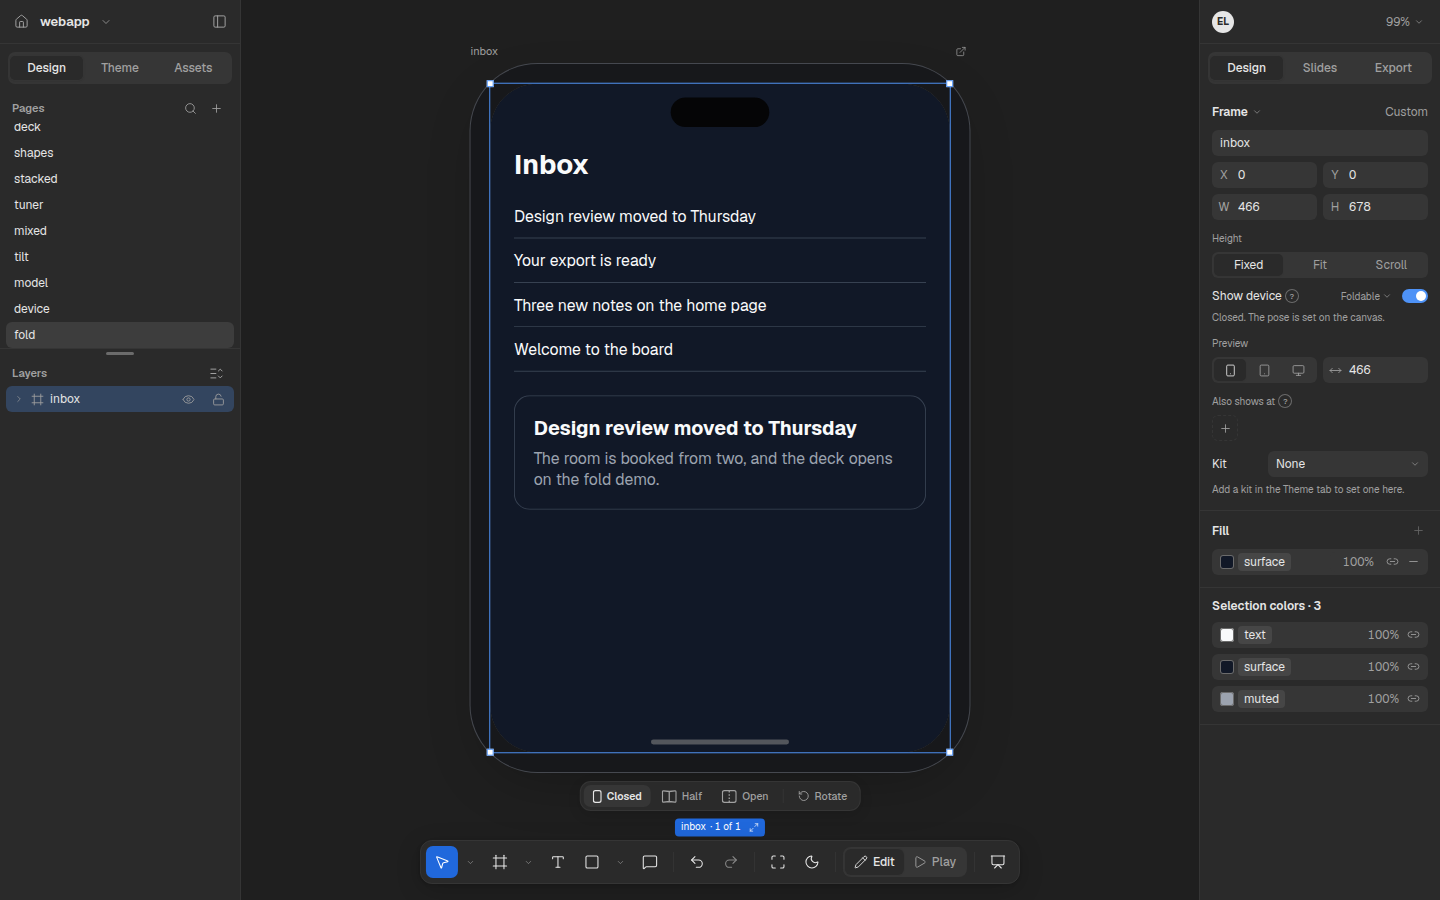 webapp
Design
Theme
Assets
Pages
deck
shapes
stacked
tuner
mixed
tilt
model
device
fold
Layers
inbox
inbox
Inbox
Design review moved to Thursday
Your export is ready
Three new notes on the home page
Welcome to the board
Design review moved to Thursday
The room is booked from two, and the deck opens
on the fold demo.
Closed
Half
Open
Rotate
inbox · 1 of 1
Edit
Play
EL
99%
Design
Slides
Export
Frame
Custom
inbox
X 0
Y 0
W 466
H 678
Height
Fixed
Fit
Scroll
Show device ?
Foldable
Closed. The pose is set on the canvas.
Preview
466
Also shows at ?
Kit
None
Add a kit in the Theme tab to set one here.
Fill
surface 100%
Selection colors · 3
text 100%
surface 100%
muted 100%